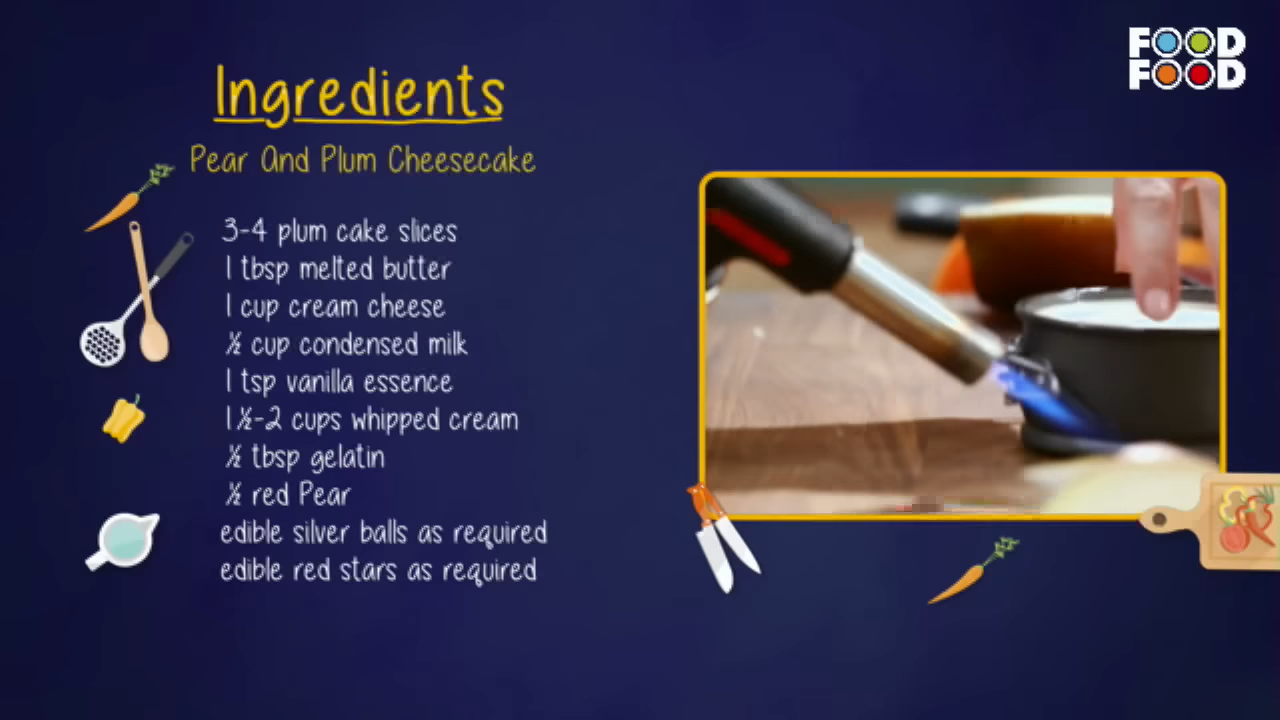 Ingredients
Pear And Plum Cheesecake
3-4 plum cake slices
1 tbsp melted butter
1 cup cream cheese
½ cup condensed milk
1 tsp vanilla essence
1 ½-2 cups whipped cream
½ tbsp gelatin
½ red Pear
edible silver balls as required
edible red stars as required
FOOD
FOOD